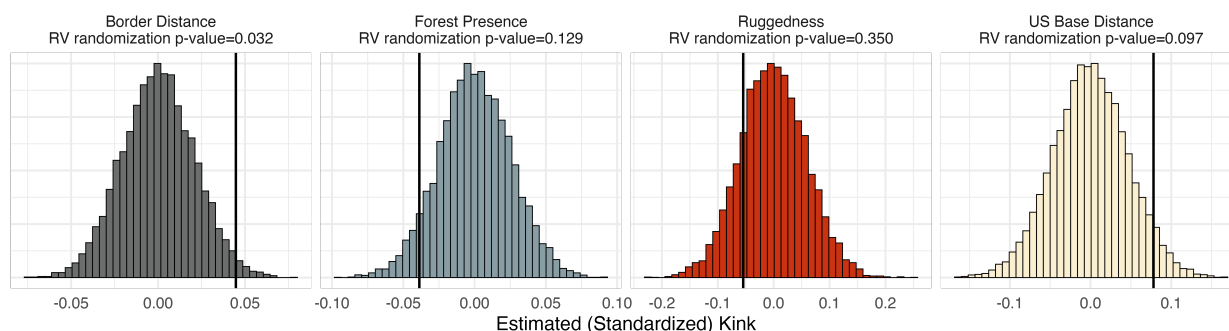 Border Distance
RV randomization p-value=0.032
Forest Presence
RV randomization p-value=0.129
Ruggedness
RV randomization p-value=0.350
US Base Distance
RV randomization p-value=0.097
-0.05 0.00 0.05
-0.10 -0.05 0.00 0.05 0.10
-0.2 -0.1 0.0 0.1 0.2
-0.1 0.0 0.1
Estimated (Standardized) Kink